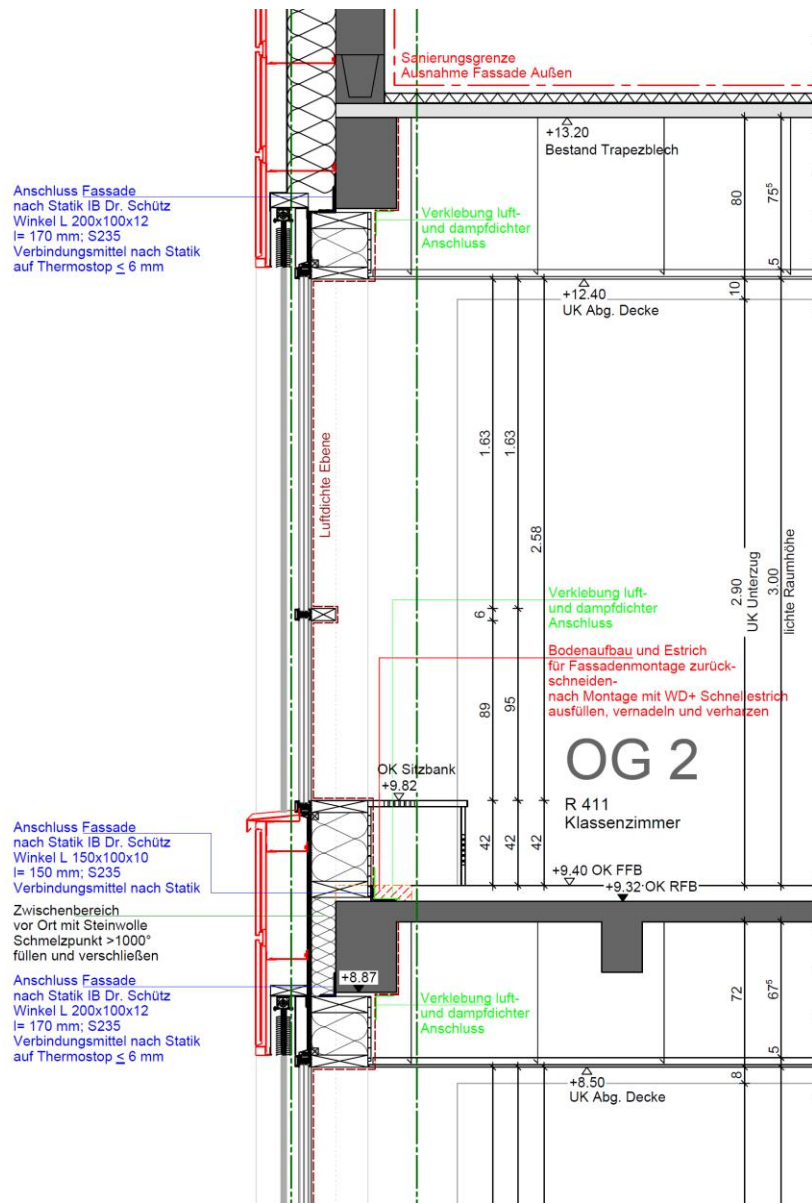 Sanierungsgrenze
Ausnahme Fassade Außen
+13.20
Bestand Trapezblech
Anschluss Fassade
nach Statik IB Dr. Schütz
Winkel L 200x100x12
l= 170 mm; S235
Verbindungsmittel nach Statik
auf Thermostop ≤ 6 mm
Verklebung luft-
und dampfdichter
Anschluss
80
75⁵
5
10
+12.40
UK Abg. Decke
Luftdichte Ebene
1.63
1.63
2.58
2.90
UK Unterzug
3.00
lichte Raumhöhe
6
89
95
Verklebung luft-
und dampfdichter
Anschluss
Bodenaufbau und Estrich
für Fassadenmontage zurück-
schneiden-
nach Montage mit WD+ Schnellestrich
ausfüllen, vernadeln und verharzen
OG 2
R 411
Klassenzimmer
OK Sitzbank
+9.82
42
42
42
+9.40 OK FFB
+9.32 OK RFB
Anschluss Fassade
nach Statik IB Dr. Schütz
Winkel L 150x100x10
l= 150 mm; S235
Verbindungsmittel nach Statik
Zwischenbereich
vor Ort mit Steinwolle
Schmelzpunkt >1000°
füllen und verschließen
Anschluss Fassade
nach Statik IB Dr. Schütz
Winkel L 200x100x12
l= 170 mm; S235
Verbindungsmittel nach Statik
auf Thermostop ≤ 6 mm
+8.87
Verklebung luft-
und dampfdichter
Anschluss
72
67⁵
5
8
+8.50
UK Abg. Decke